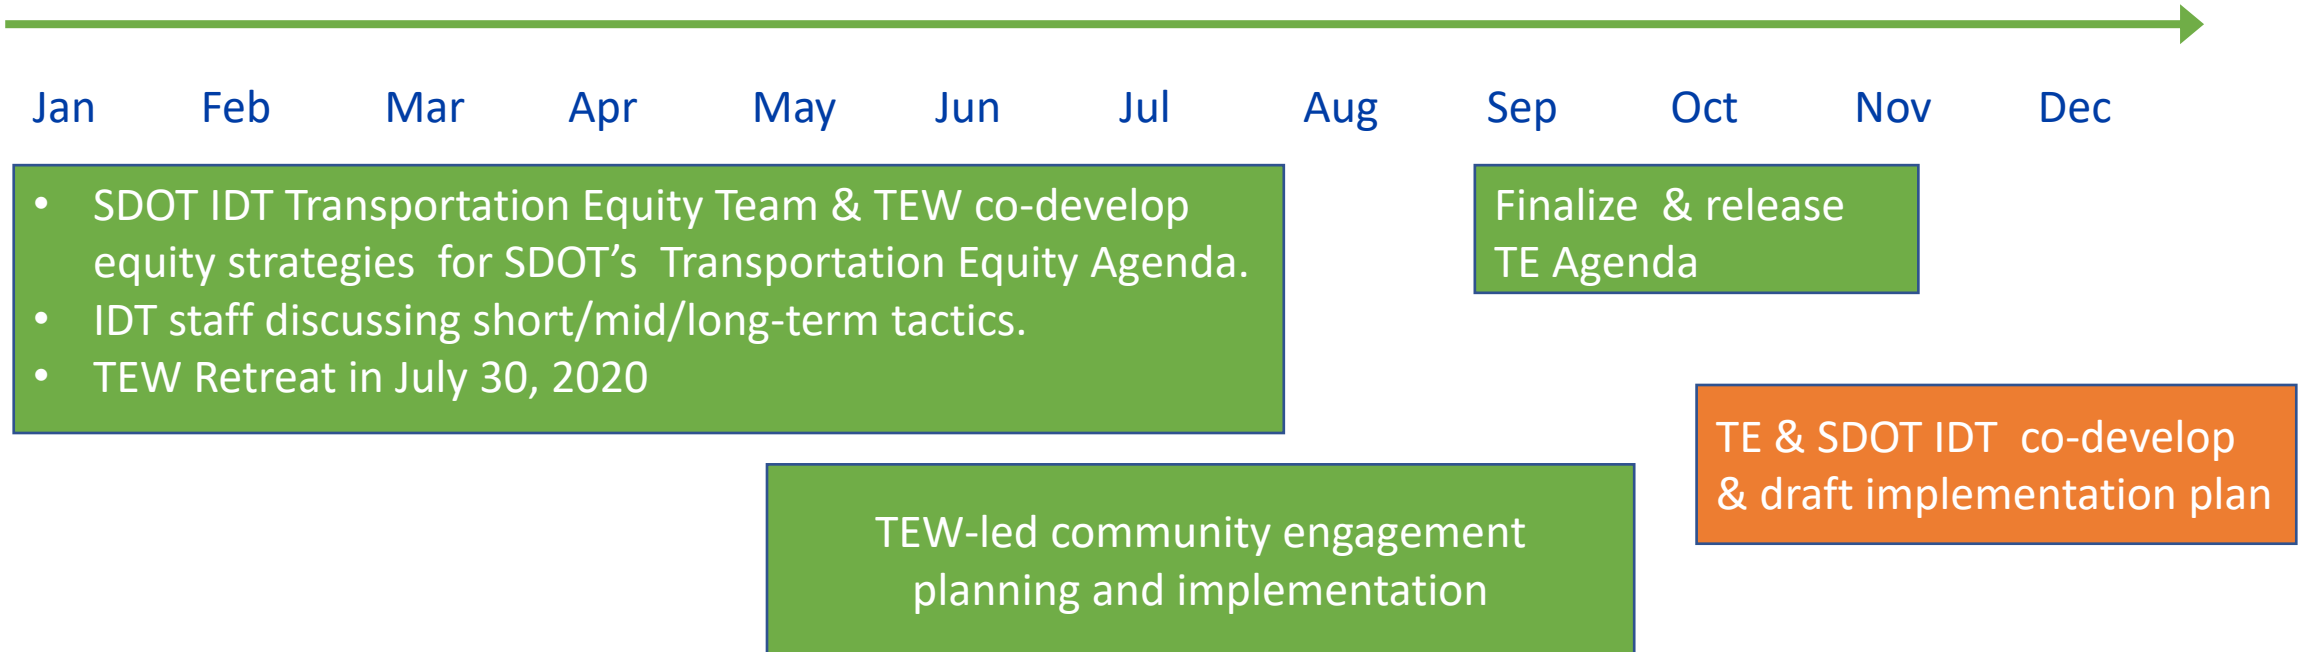 Jan Feb Mar Apr May Jun Jul Aug Sep Oct Nov Dec
• SDOT IDT Transportation Equity Team & TEW co-develop
equity strategies for SDOT’s Transportation Equity Agenda.
• IDT staff discussing short/mid/long-term tactics.
• TEW Retreat in July 30, 2020
Finalize & release
TE Agenda
TE & SDOT IDT co-develop
& draft implementation plan
TEW-led community engagement
planning and implementation